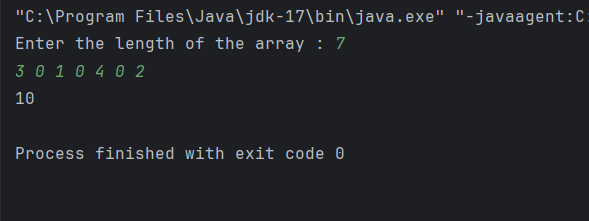 "C:\Program Files\Java\jdk-17\bin\java.exe" "-javaagent:C:
Enter the length of the array : 7
3 0 1 0 4 0 2
10
Process finished with exit code 0